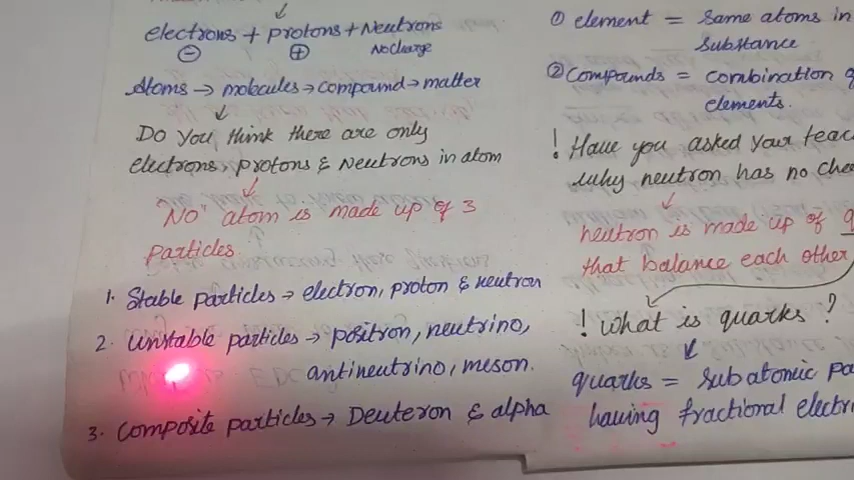 electrons + protons + Neutrons
⊖ ⊕ No charge
Atoms → molecules → compound → matter
Do you think there are only
electrons, protons & Neutrons in atom
"No" atom is made up of 3
particles
1. Stable particles → electron, proton & neutron
2. Unstable particles → positron, neutrino,
antineutrino, meson.
3. Composite particles → Deuteron & alpha
① element = same atoms in
substance
② compounds = combination
elements.
! Have you asked your
why neutron has no
neutron is made up of
that balance each other
! What is quarks ?
quarks = subatomic
having fractional